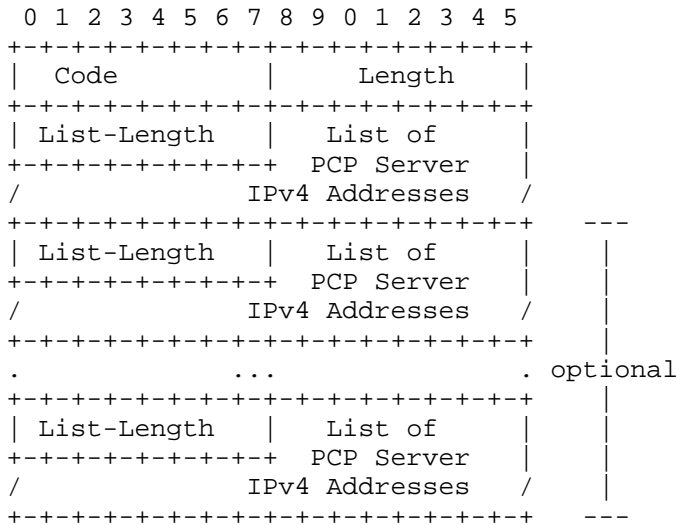 0 1 2 3 4 5 6 7 8 9 0 1 2 3 4 5
+-+-+-+-+-+-+-+-+-+-+-+-+-+-+-+-+
|  Code         |     Length    |
+-+-+-+-+-+-+-+-+-+-+-+-+-+-+-+-+
| List-Length   |   List of     |
+-+-+-+-+-+-+-+-+  PCP Server   |
/               IPv4 Addresses  /
+-+-+-+-+-+-+-+-+-+-+-+-+-+-+-+-+   ---
| List-Length   |   List of     |    |
+-+-+-+-+-+-+-+-+  PCP Server   |    |
/               IPv4 Addresses  /    |
+-+-+-+-+-+-+-+-+-+-+-+-+-+-+-+-+    |
.              ...              . optional
+-+-+-+-+-+-+-+-+-+-+-+-+-+-+-+-+    |
| List-Length   |   List of     |    |
+-+-+-+-+-+-+-+-+  PCP Server   |    |
/               IPv4 Addresses  /    |
+-+-+-+-+-+-+-+-+-+-+-+-+-+-+-+-+   ---